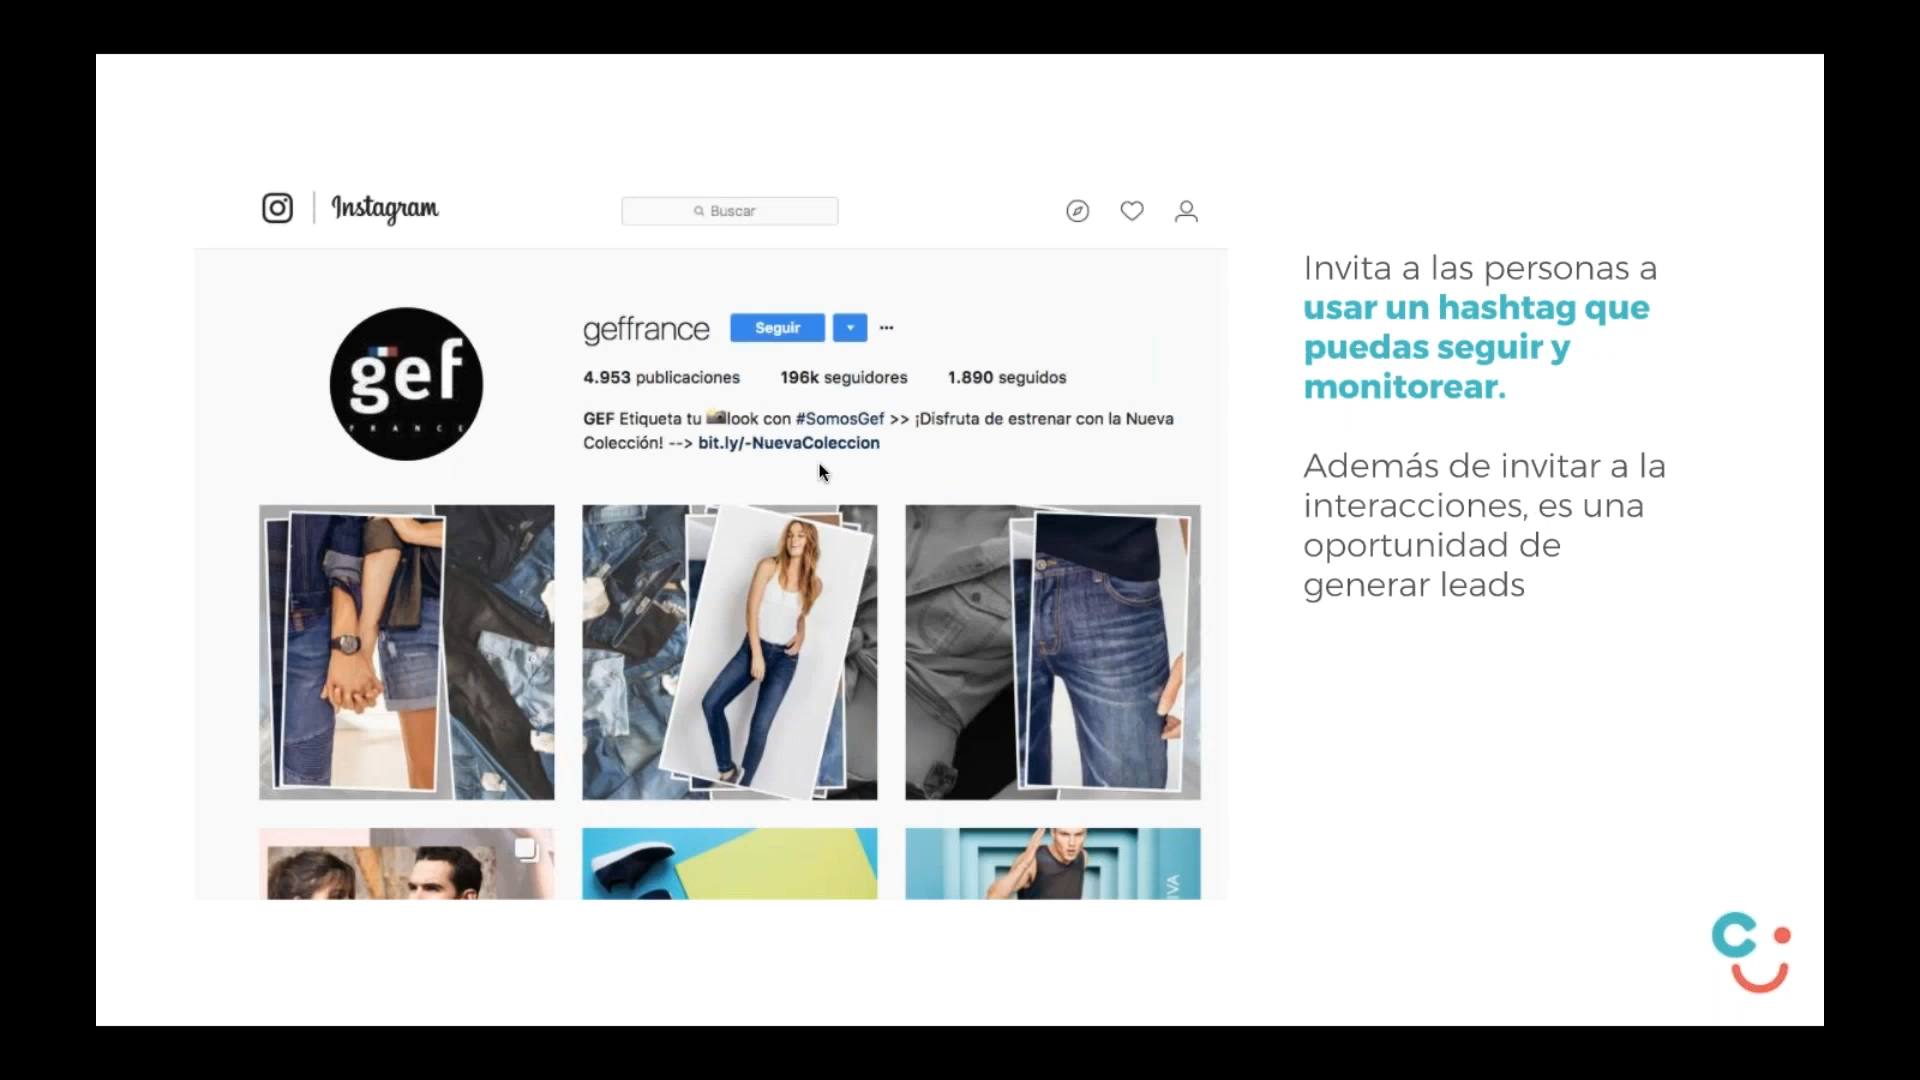 Instagram
Buscar
gef
FRANCE
geffrance Seguir
4.953 publicaciones 196k seguidores 1.890 seguidos
GEF Etiqueta tu 📸look con #SomosGef >> ¡Disfruta de estrenar con la Nueva
Colección! --> bit.ly/-NuevaColeccion
Invita a las personas a
usar un hashtag que
puedas seguir y
monitorear.
Además de invitar a la
interacciones, es una
oportunidad de
generar leads